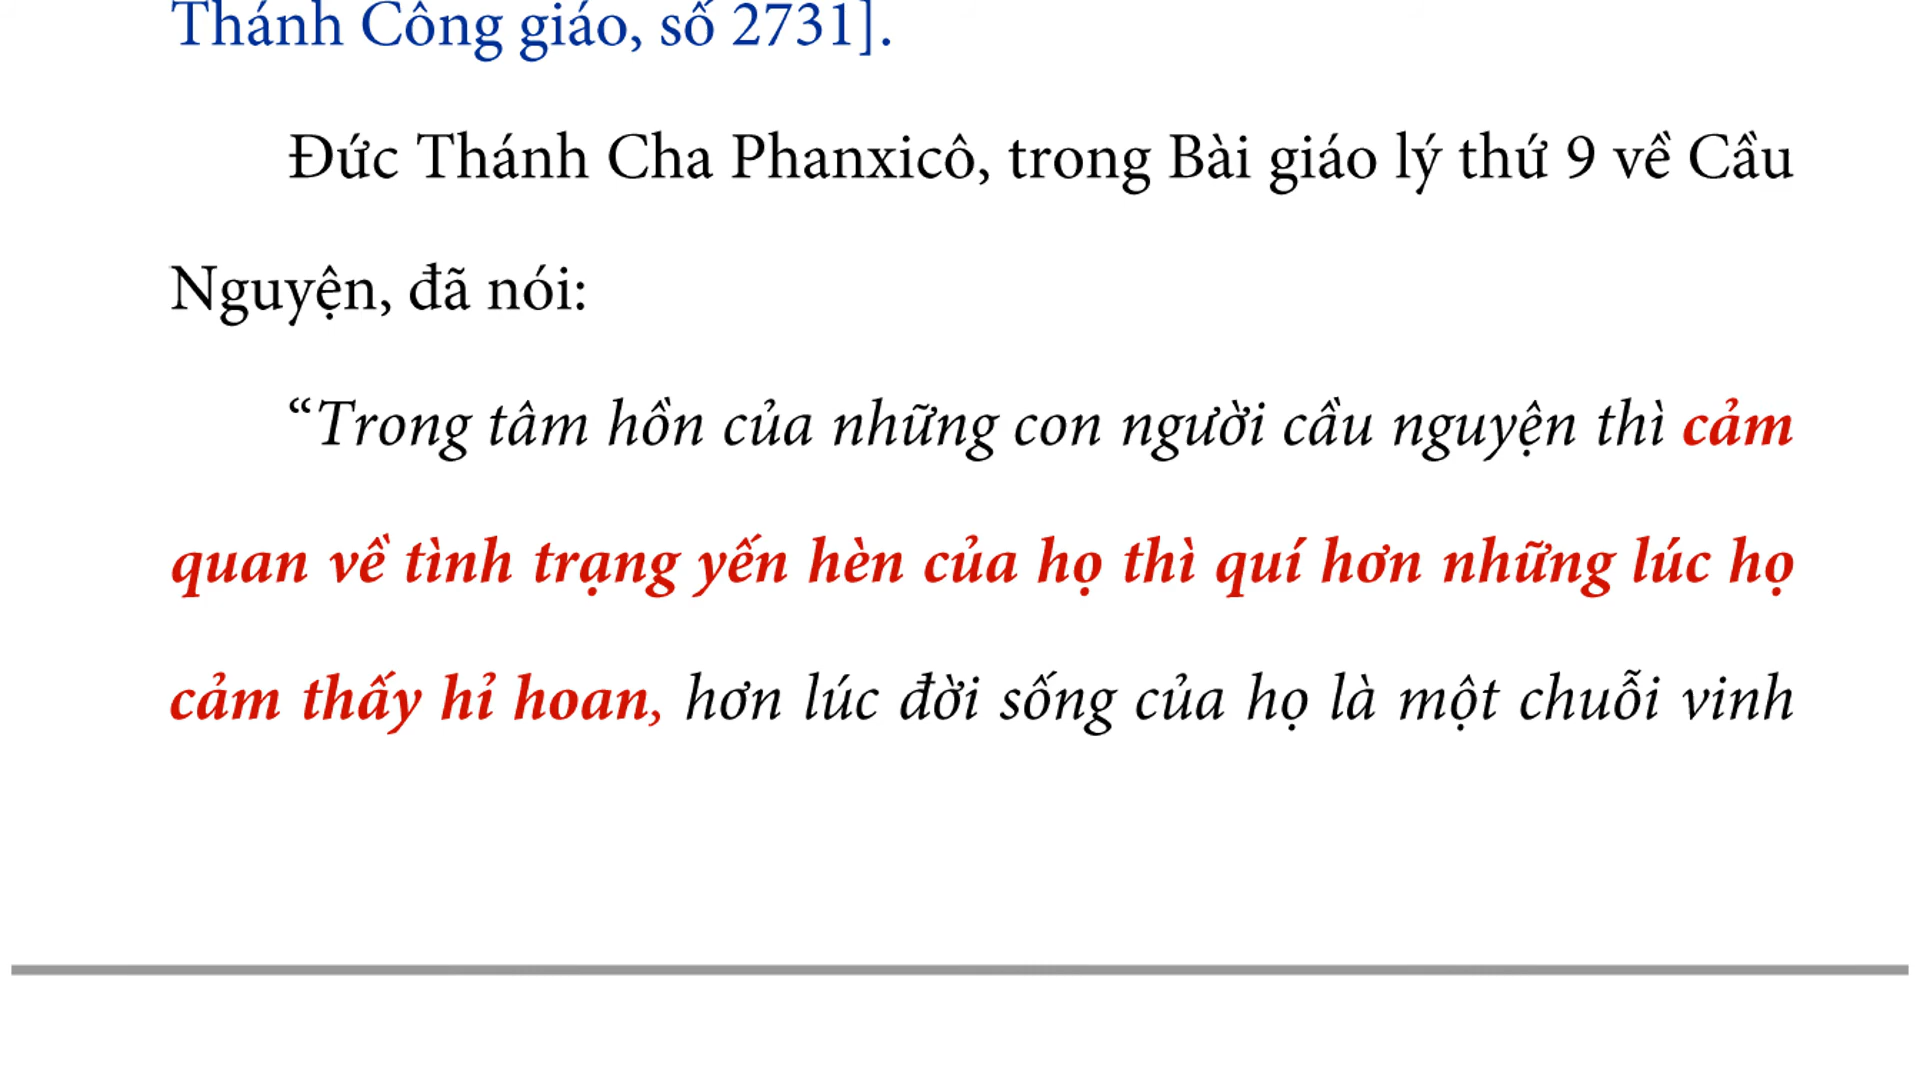 Thánh Công giáo, số 2731].
Đức Thánh Cha Phanxicô, trong Bài giáo lý thứ 9 về Cầu
Nguyện, đã nói:
“Trong tâm hồn của những con người cầu nguyện thì cảm
quan về tình trạng yến hèn của họ thì quí hơn những lúc họ
cảm thấy hỉ hoan, hơn lúc đời sống của họ là một chuỗi vinh